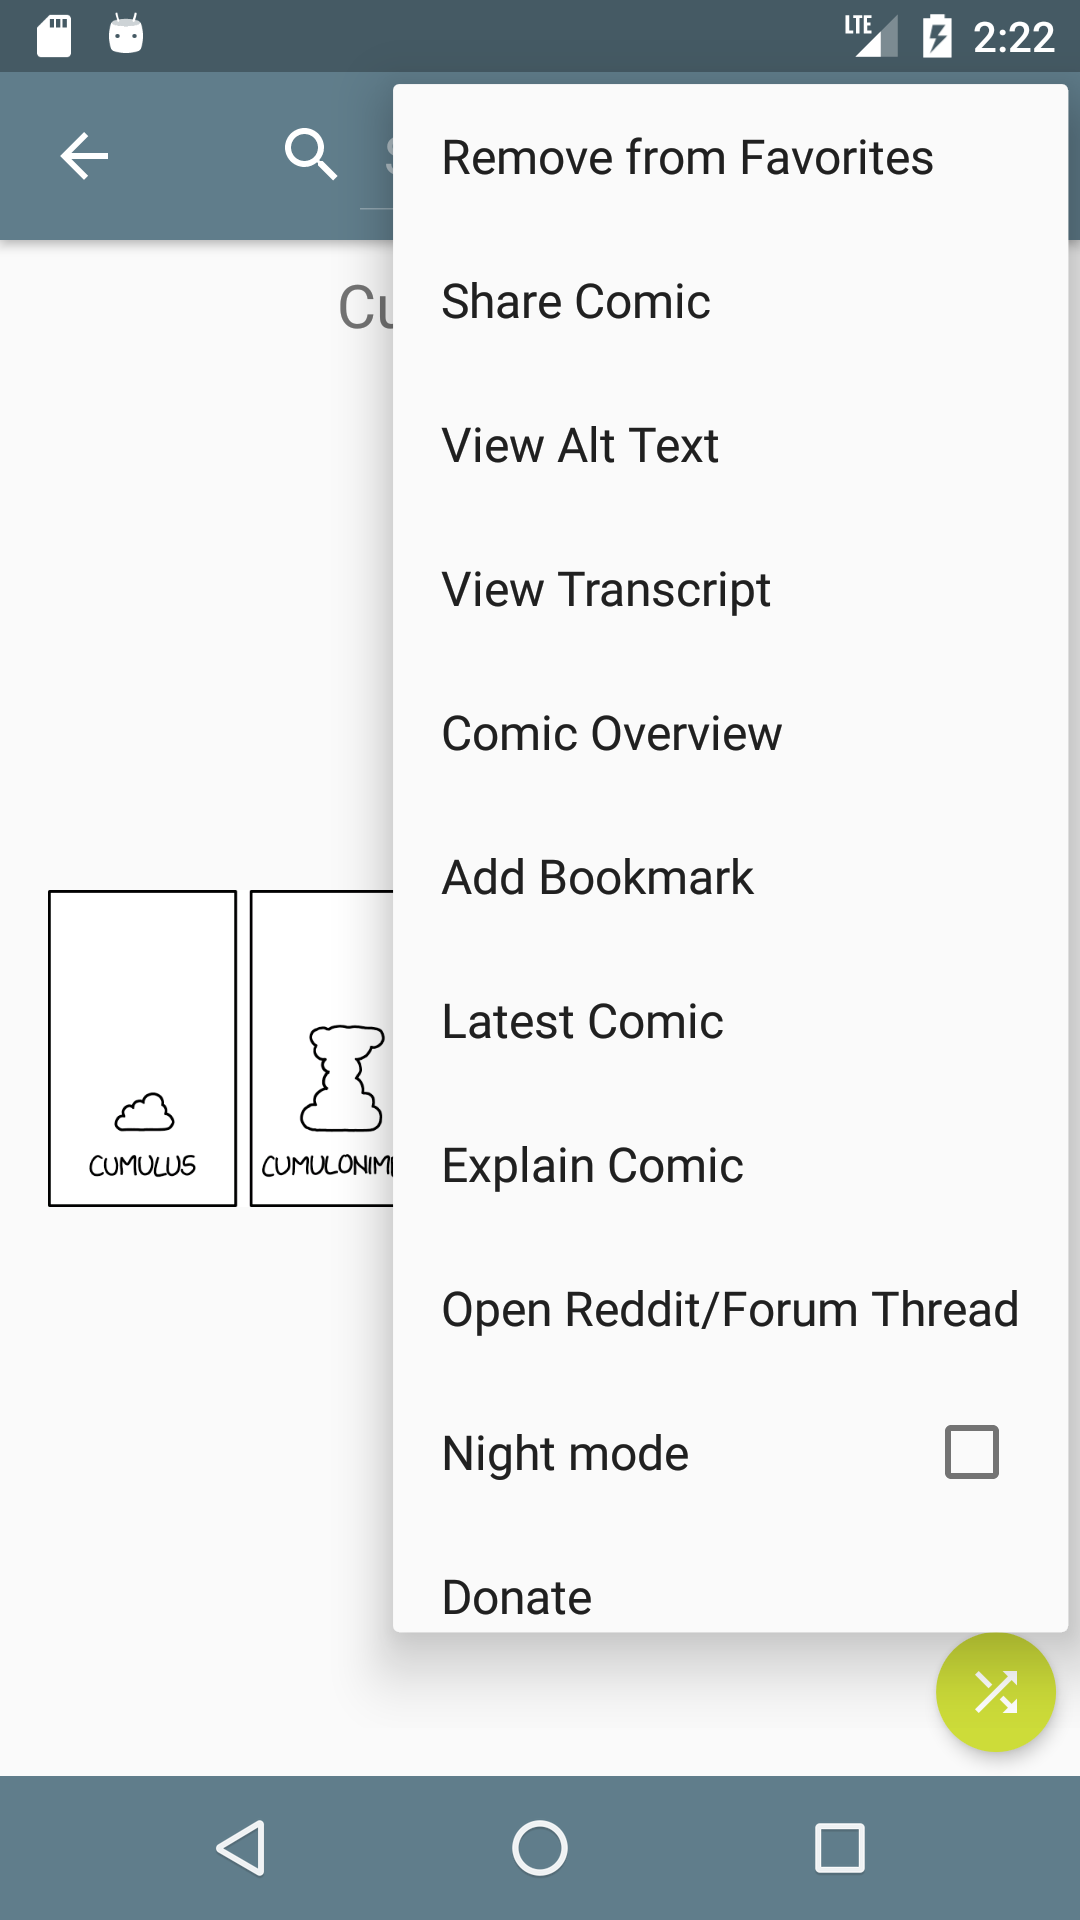 LTE 2:22
Remove from Favorites
Share Comic
View Alt Text
View Transcript
Comic Overview
Add Bookmark
Latest Comic
Explain Comic
Open Reddit/Forum Thread
Night mode
Donate
CUMULUS